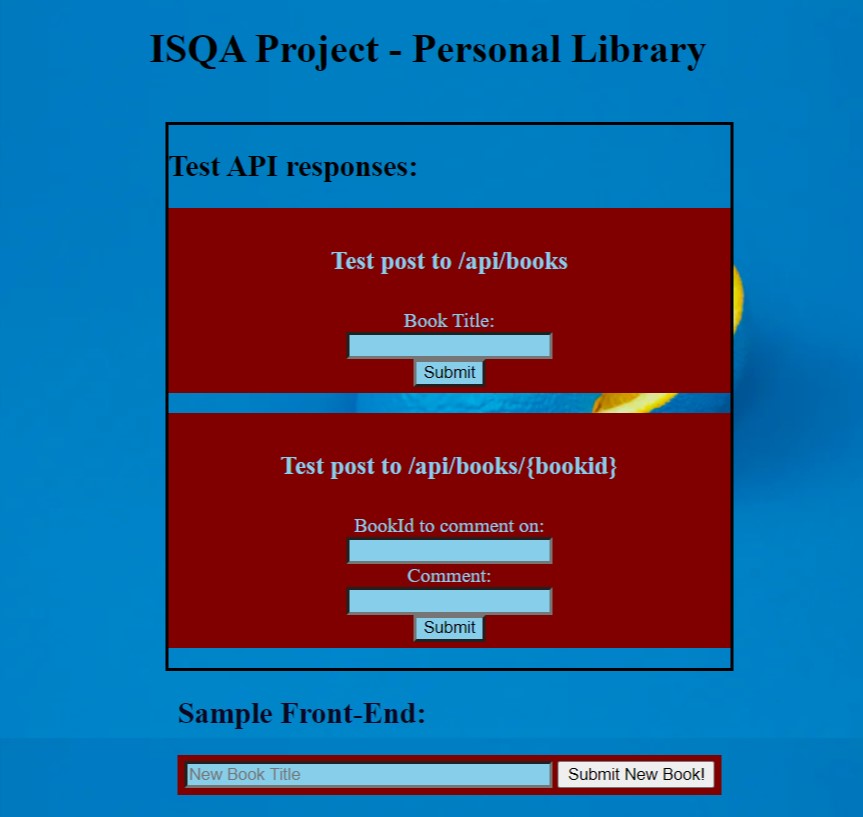 ISQA Project - Personal Library
Test API responses:
Test post to /api/books
Book Title:
Submit
Test post to /api/books/{bookid}
BookId to comment on:
Comment:
Submit
Sample Front-End:
New Book Title Submit New Book!